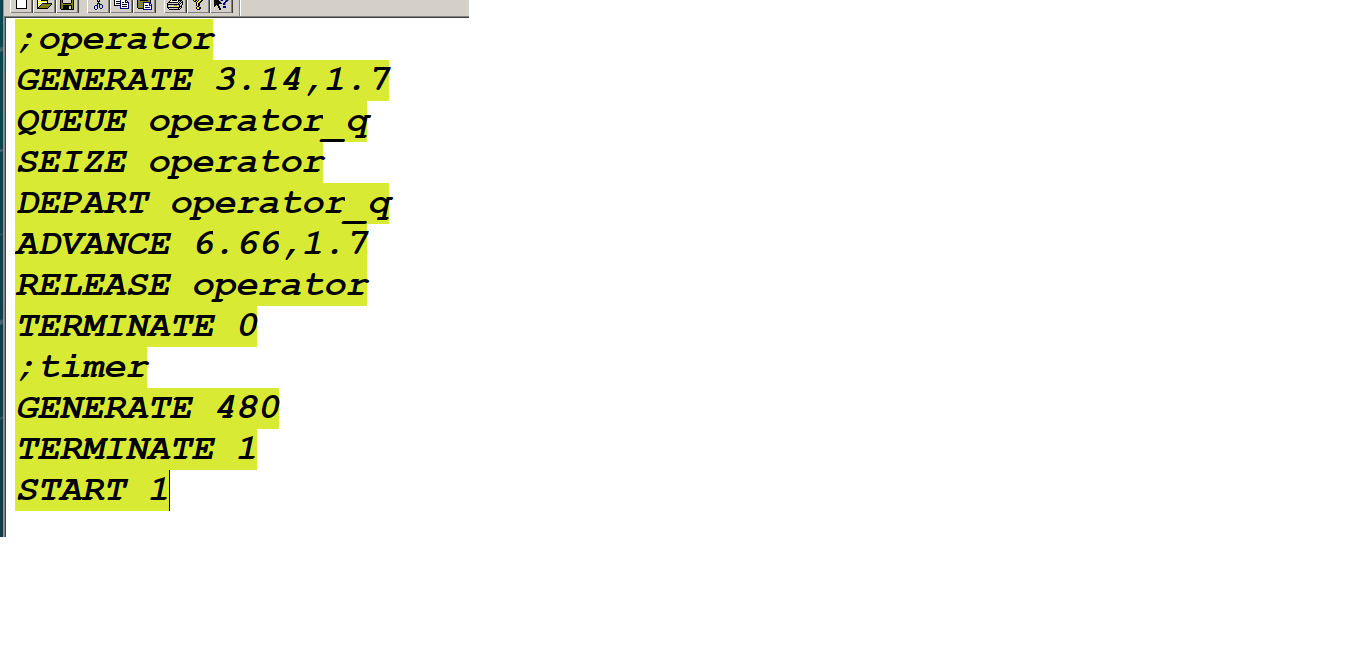 ;operator
GENERATE 3.14,1.7
QUEUE operator_q
SEIZE operator
DEPART operator_q
ADVANCE 6.66,1.7
RELEASE operator
TERMINATE 0
;timer
GENERATE 480
TERMINATE 1
START 1